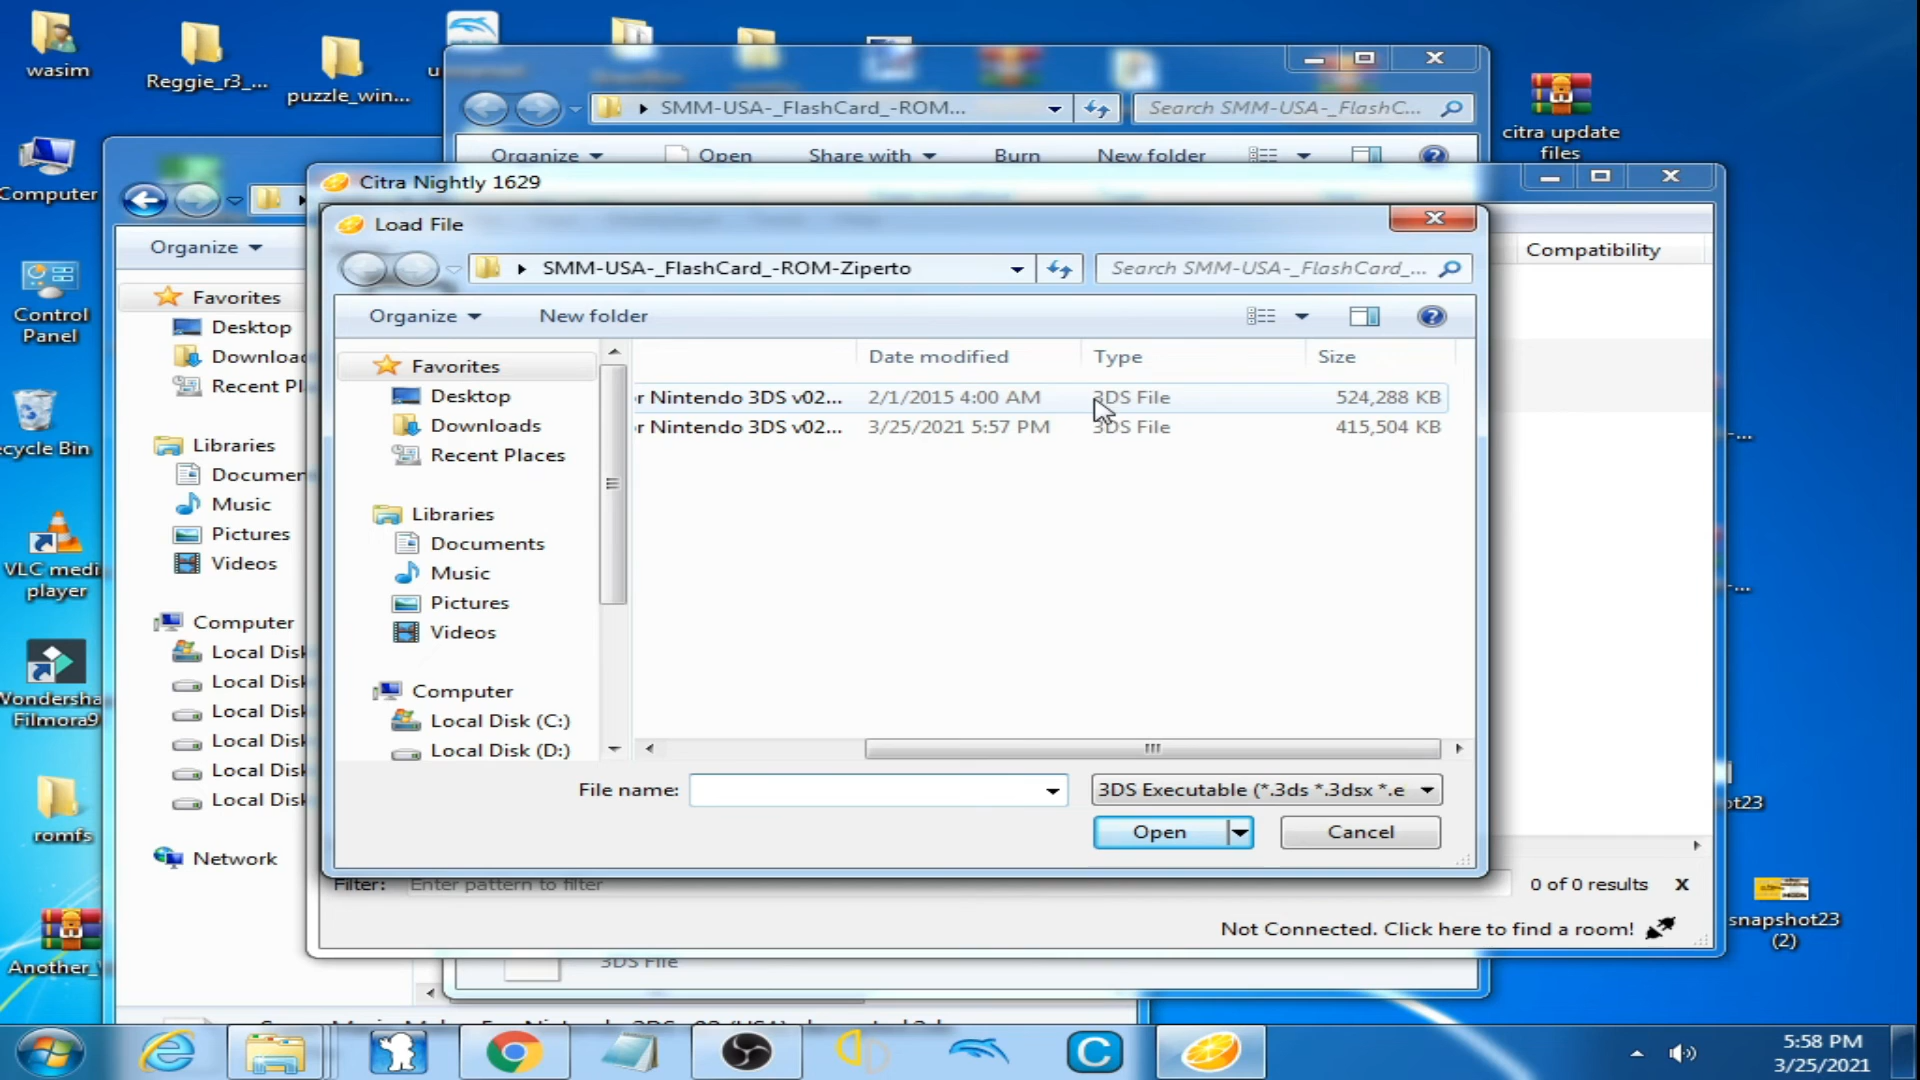 wasim
Reggie_r3_...
puzzle_win...
Computer
Control
Panel
ecycle Bin
VLC medi
player
Wondersha
Filmora9
romfs
Another_
citra update
files
snapshot23
(2)
SMM-USA-_FlashCard_-ROM...
Search SMM-USA-_FlashC...
Organize
Open
Share with
Burn
New folder
Citra Nightly 1629
Compatibility
Organize
Favorites
Desktop
Downloa
Recent Pl
Libraries
Documen
Music
Pictures
Videos
Computer
Local Disk
Local Disk
Local Disk
Local Disk
Local Disk
Local Disk
Network
Load File
SMM-USA-_FlashCard_-ROM-Ziperto
Search SMM-USA-_FlashCard_...
Organize
New folder
Favorites
Desktop
Downloads
Recent Places
Libraries
Documents
Music
Pictures
Videos
Computer
Local Disk (C:)
Local Disk (D:)
Date modified
Type
Size
or Nintendo 3DS v02... 2/1/2015 4:00 AM 3DS File 524,288 KB
or Nintendo 3DS v02... 3/25/2021 5:57 PM 3DS File 415,504 KB
File name:
3DS Executable (*.3ds *.3dsx *.e
Open
Cancel
Filter: Enter pattern to filter
0 of 0 results X
Not Connected. Click here to find a room!
3DS File
5:58 PM
3/25/2021